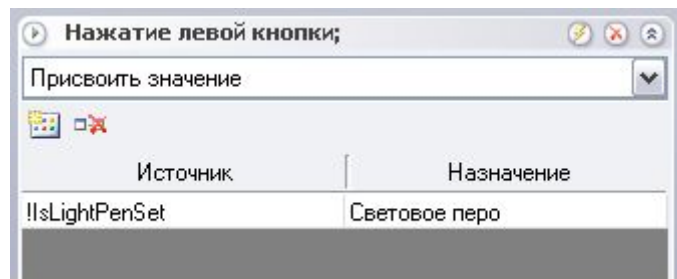 Нажатие левой кнопки;
Присвоить значение
Источник Назначение
!IsLightPenSet Световое перо